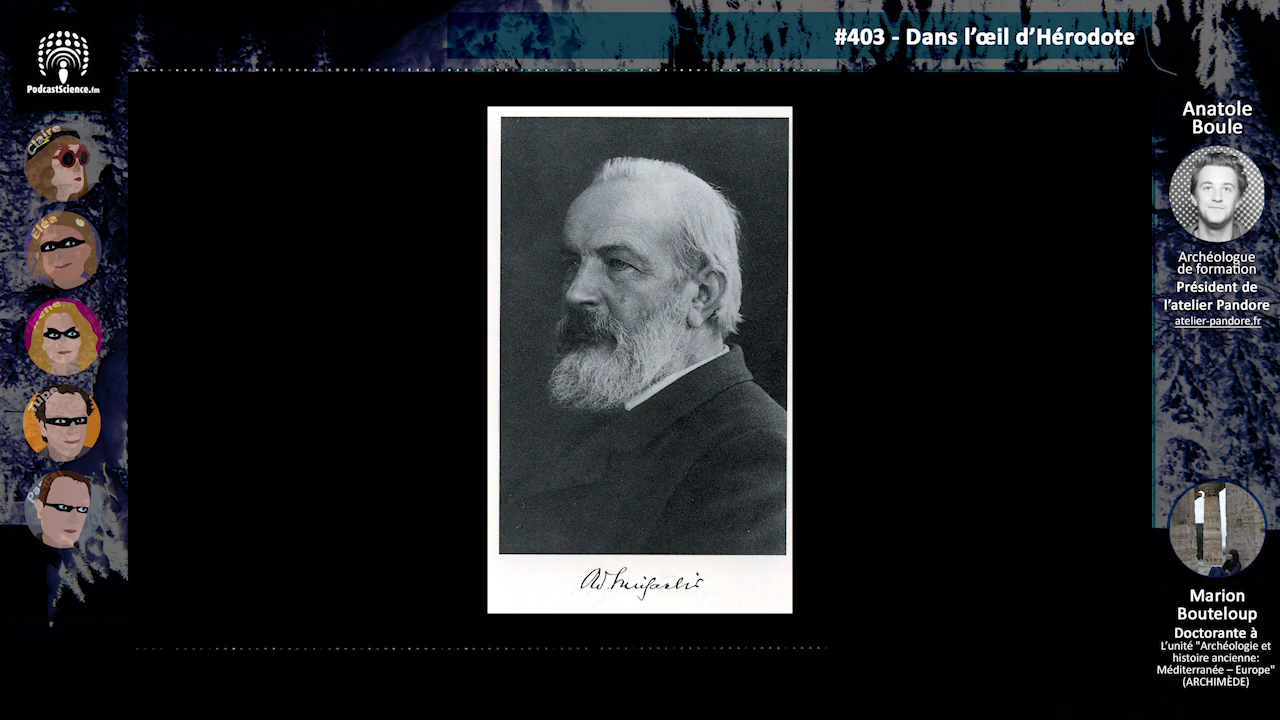 #403 - Dans l'œil d'Hérodote
PodcastScience.fm
Claire
Eléa
Anatole
Boule
Archéologue
de formation
Président de
l'atelier Pandore
atelier-pandore.fr
Marion
Bouteloup
Doctorante à
L'unité "Archéologie et
histoire ancienne:
Méditerranée – Europe"
(ARCHIMÈDE)